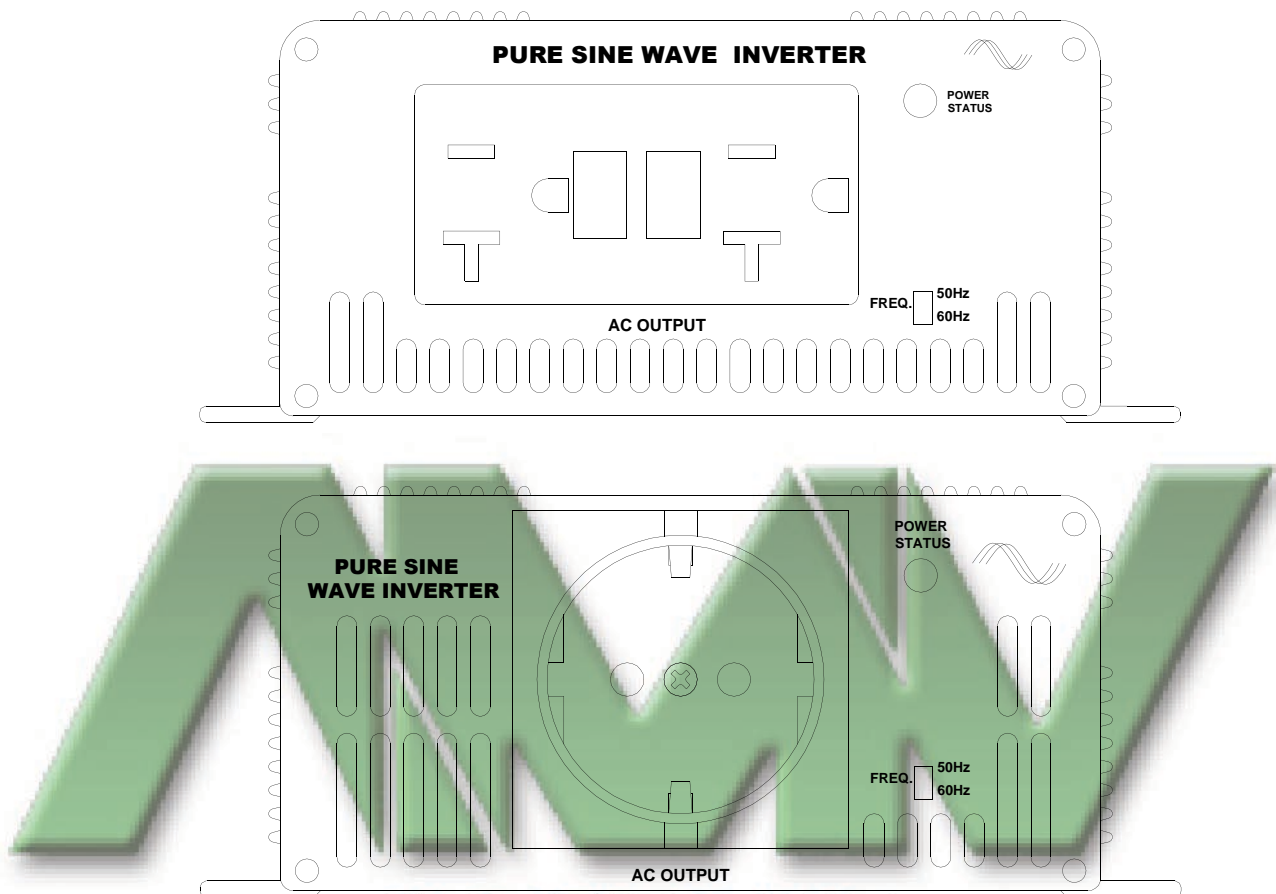 PURE SINE WAVE INVERTER
POWER
STATUS
FREQ.
50Hz
60Hz
AC OUTPUT
POWER
STATUS
PURE SINE
WAVE INVERTER
FREQ.
50Hz
60Hz
AC OUTPUT